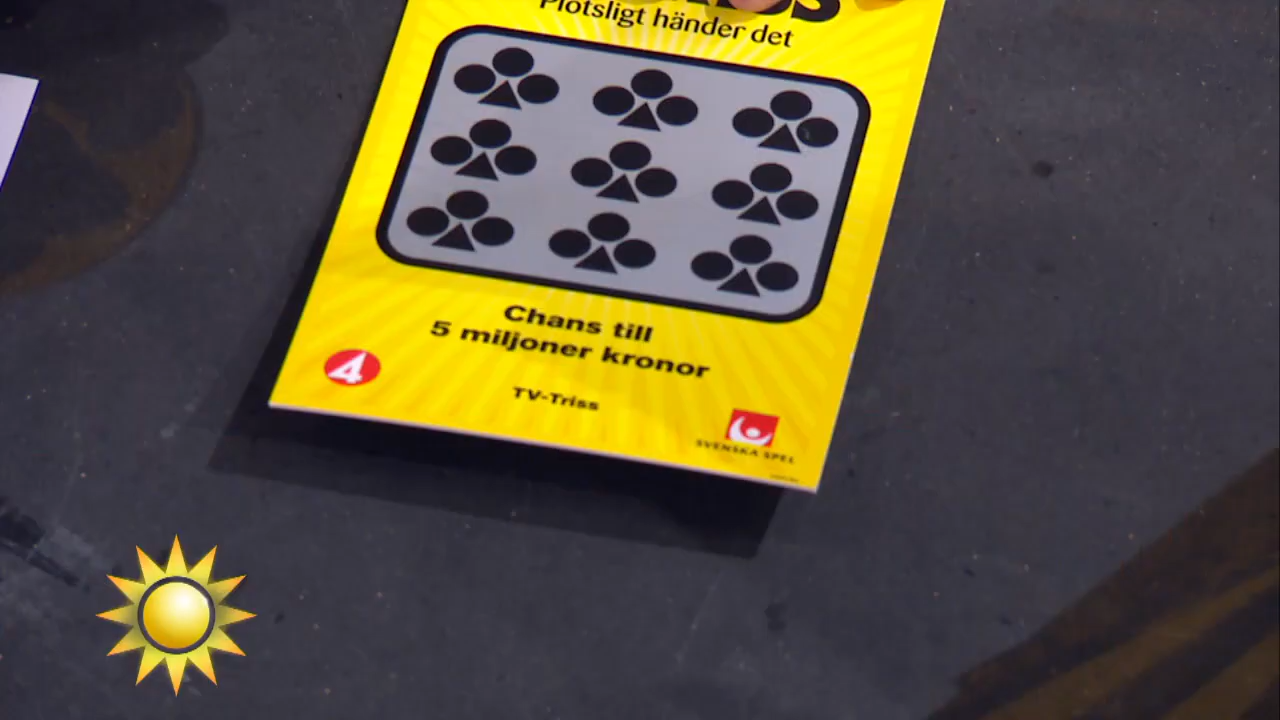 Plötsligt händer det
Chans till
5 miljoner kronor
4
TV-Triss
SVENSKA SPEL